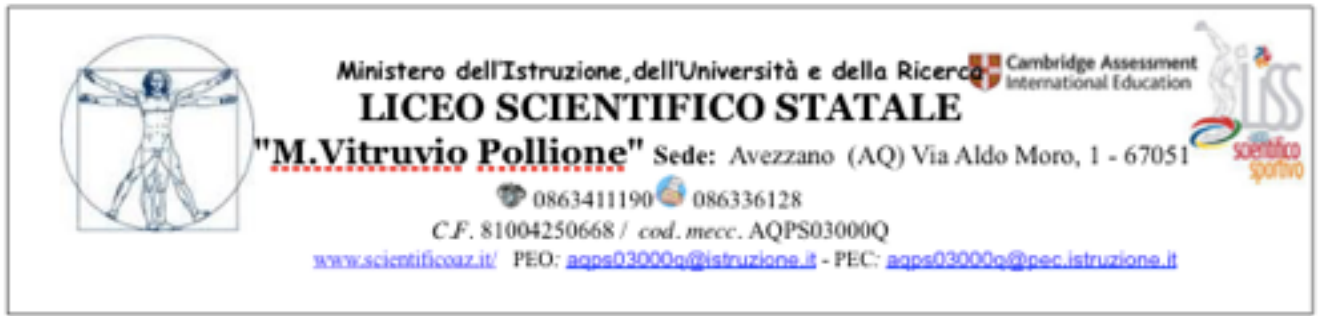 Ministero dell'Istruzione, dell'Università e della Ricerca
Cambridge Assessment
International Education
LICEO SCIENTIFICO STATALE
LiSS
scientifico
sportivo
"M.Vitruvio Pollione" Sede: Avezzano (AQ) Via Aldo Moro, 1 - 67051
0863411190 086336128
C.F. 81004250668 / cod. mecc. AQPS03000Q
www.scientificoaz.it/ PEO: aqps03000q@istruzione.it - PEC: aqps03000q@pec.istruzione.it